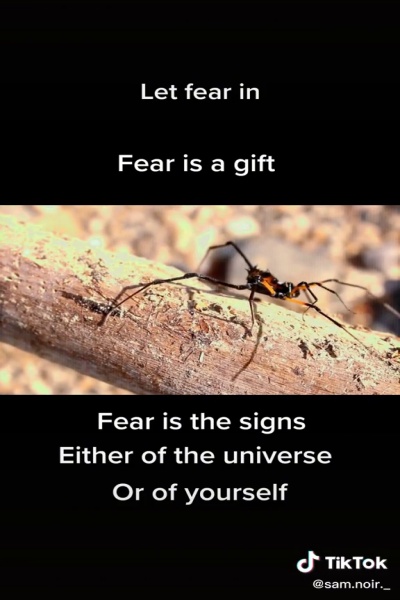 Let fear in
Fear is a gift
Fear is the signs
Either of the universe
Or of yourself
TikTok
@sam.noir._